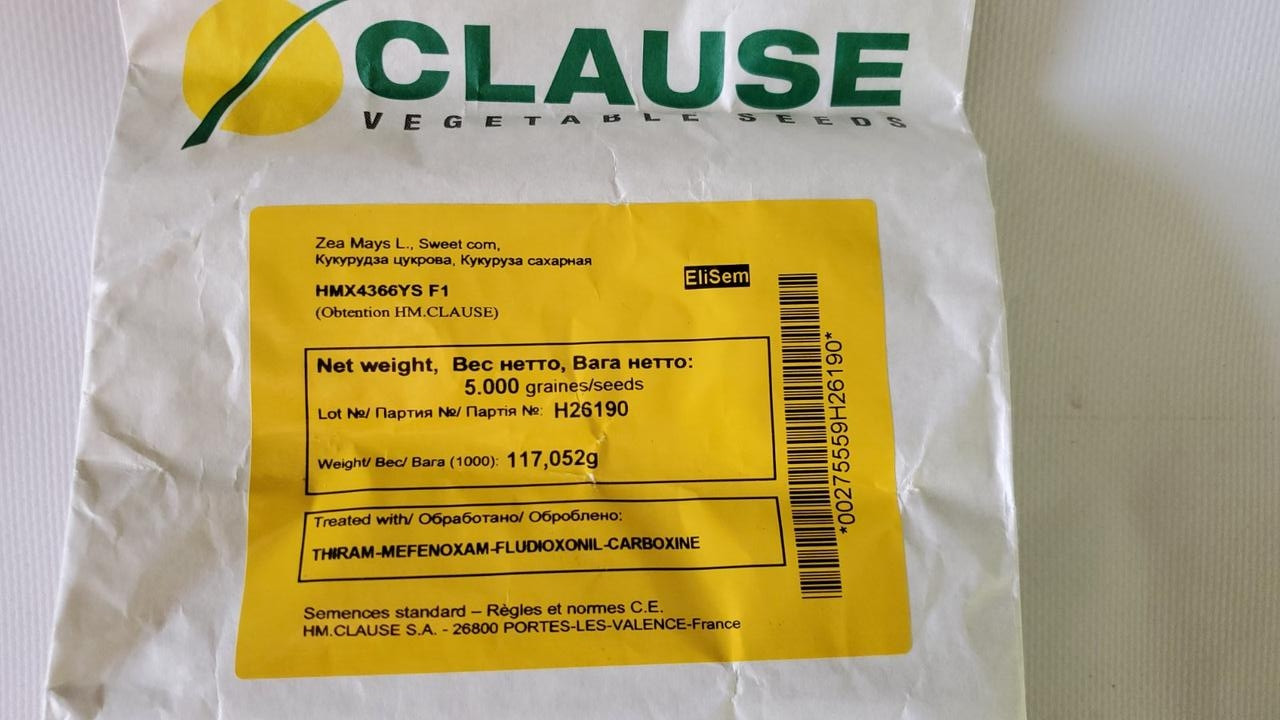 CLAUSE
VEGETABLE SEEDS
Zea Mays L., Sweet corn,
Кукурудза цукрова, Кукуруза сахарная
EliSem
HMX4366YS F1
(Obtention HM.CLAUSE)
Net weight, Вес нетто, Вага нетто:
5.000 graines/seeds
Lot №/ Партия №/ Партія №: H26190
Weight/ Вес/ Вага (1000): 117,052g
Treated with/ Обработано/ Оброблено:
THIRAM-MEFENOXAM-FLUDIOXONIL-CARBOXINE
Semences standard – Règles et normes C.E.
HM.CLAUSE S.A. - 26800 PORTES-LES-VALENCE-France
*00275559H26190*